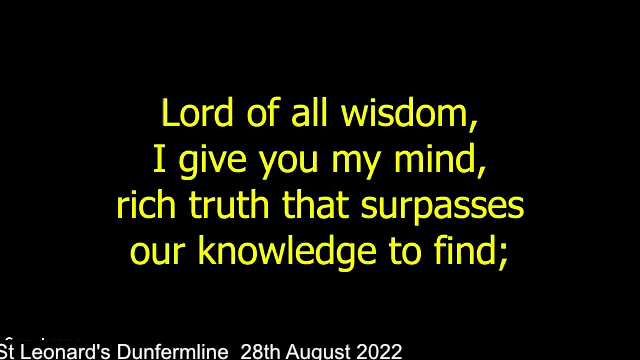 Lord of all wisdom,
I give you my mind,
rich truth that surpasses
our knowledge to find;
St Leonard's Dunfermline 28th August 2022